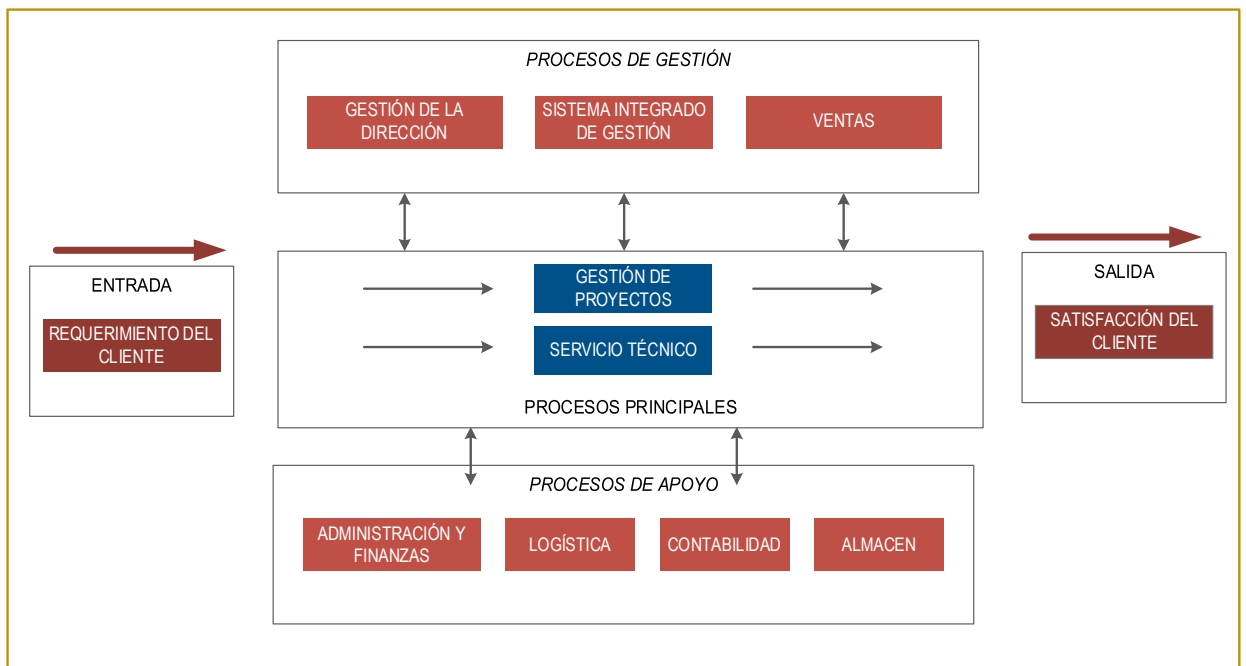 PROCESOS DE GESTIÓN
GESTIÓN DE LA
DIRECCIÓN
SISTEMA INTEGRADO
DE GESTIÓN
VENTAS
ENTRADA
REQUERIMIENTO DEL
CLIENTE
GESTIÓN DE
PROYECTOS
SERVICIO TÉCNICO
PROCESOS PRINCIPALES
SALIDA
SATISFACCIÓN DEL
CLIENTE
PROCESOS DE APOYO
ADMINISTRACIÓN Y
FINANZAS
LOGÍSTICA
CONTABILIDAD
ALMACEN